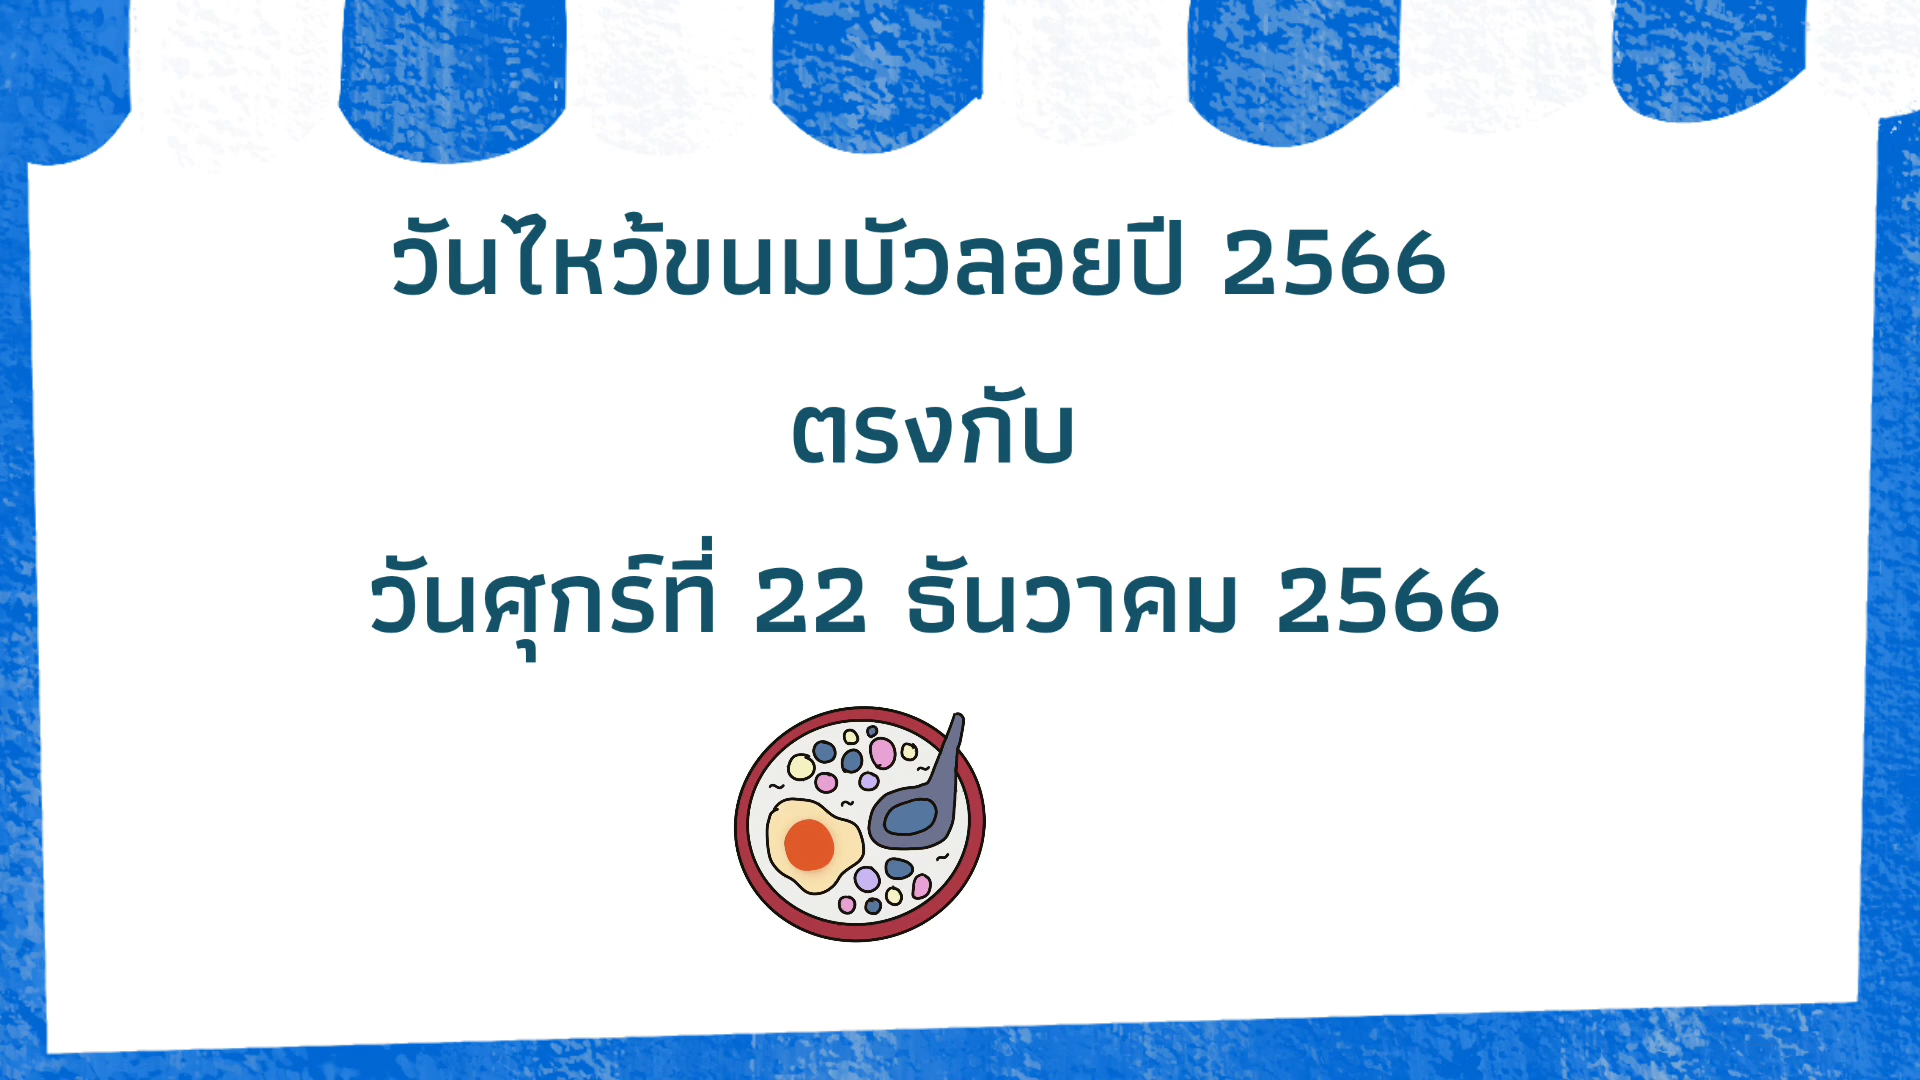 วันไหว้ขนมบัวลอยปี 2566
ตรงกับ
วันศุกร์ที่ 22 ธันวาคม 2566